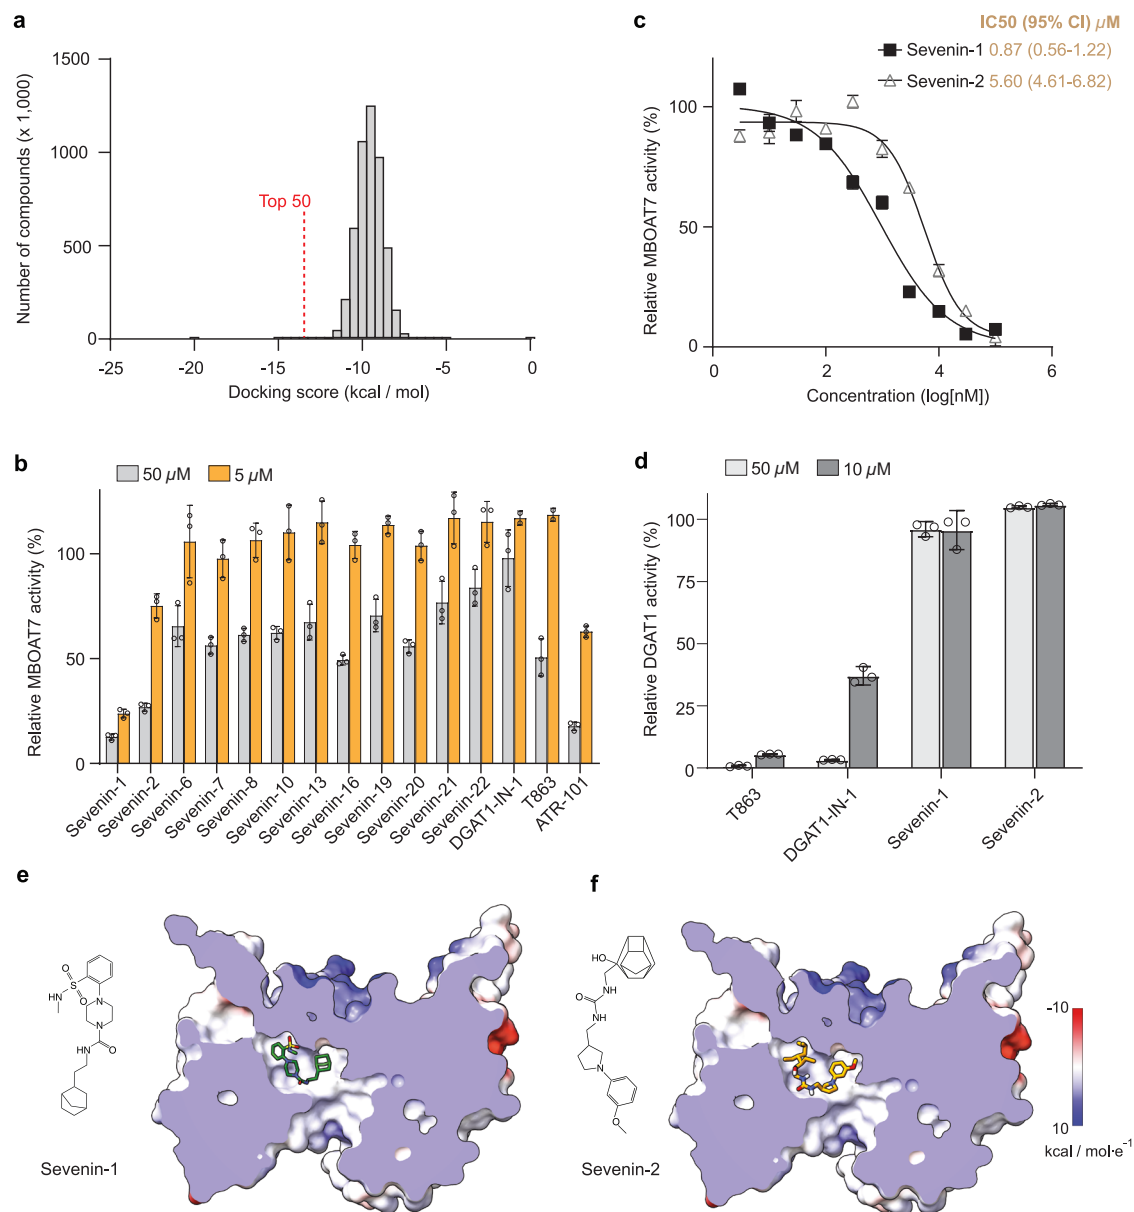 a
Number of compounds (x 1,000)
1500
1000
500
0
Top 50
-25
-20
-15
-10
-5
0
Docking score (kcal / mol)
c
IC50 (95% CI) µM
Sevenin-1 0.87 (0.56-1.22)
Sevenin-2 5.60 (4.61-6.82)
Relative MBOAT7 activity (%)
100
50
0
0
2
4
6
Concentration (log[nM])
b
50 µM
5 µM
Relative MBOAT7 activity (%)
100
50
0
Sevenin-1
Sevenin-2
Sevenin-6
Sevenin-7
Sevenin-8
Sevenin-10
Sevenin-13
Sevenin-16
Sevenin-19
Sevenin-20
Sevenin-21
Sevenin-22
DGAT1-IN-1
T863
ATR-101
d
50 µM
10 µM
Relative DGAT1 activity (%)
100
75
50
25
0
T863
DGAT1-IN-1
Sevenin-1
Sevenin-2
e
O
S
HN
O
N
N
HN
O
Sevenin-1
f
HO
NH
O
HN
N
O
Sevenin-2
-10
10
kcal / mol·e⁻¹